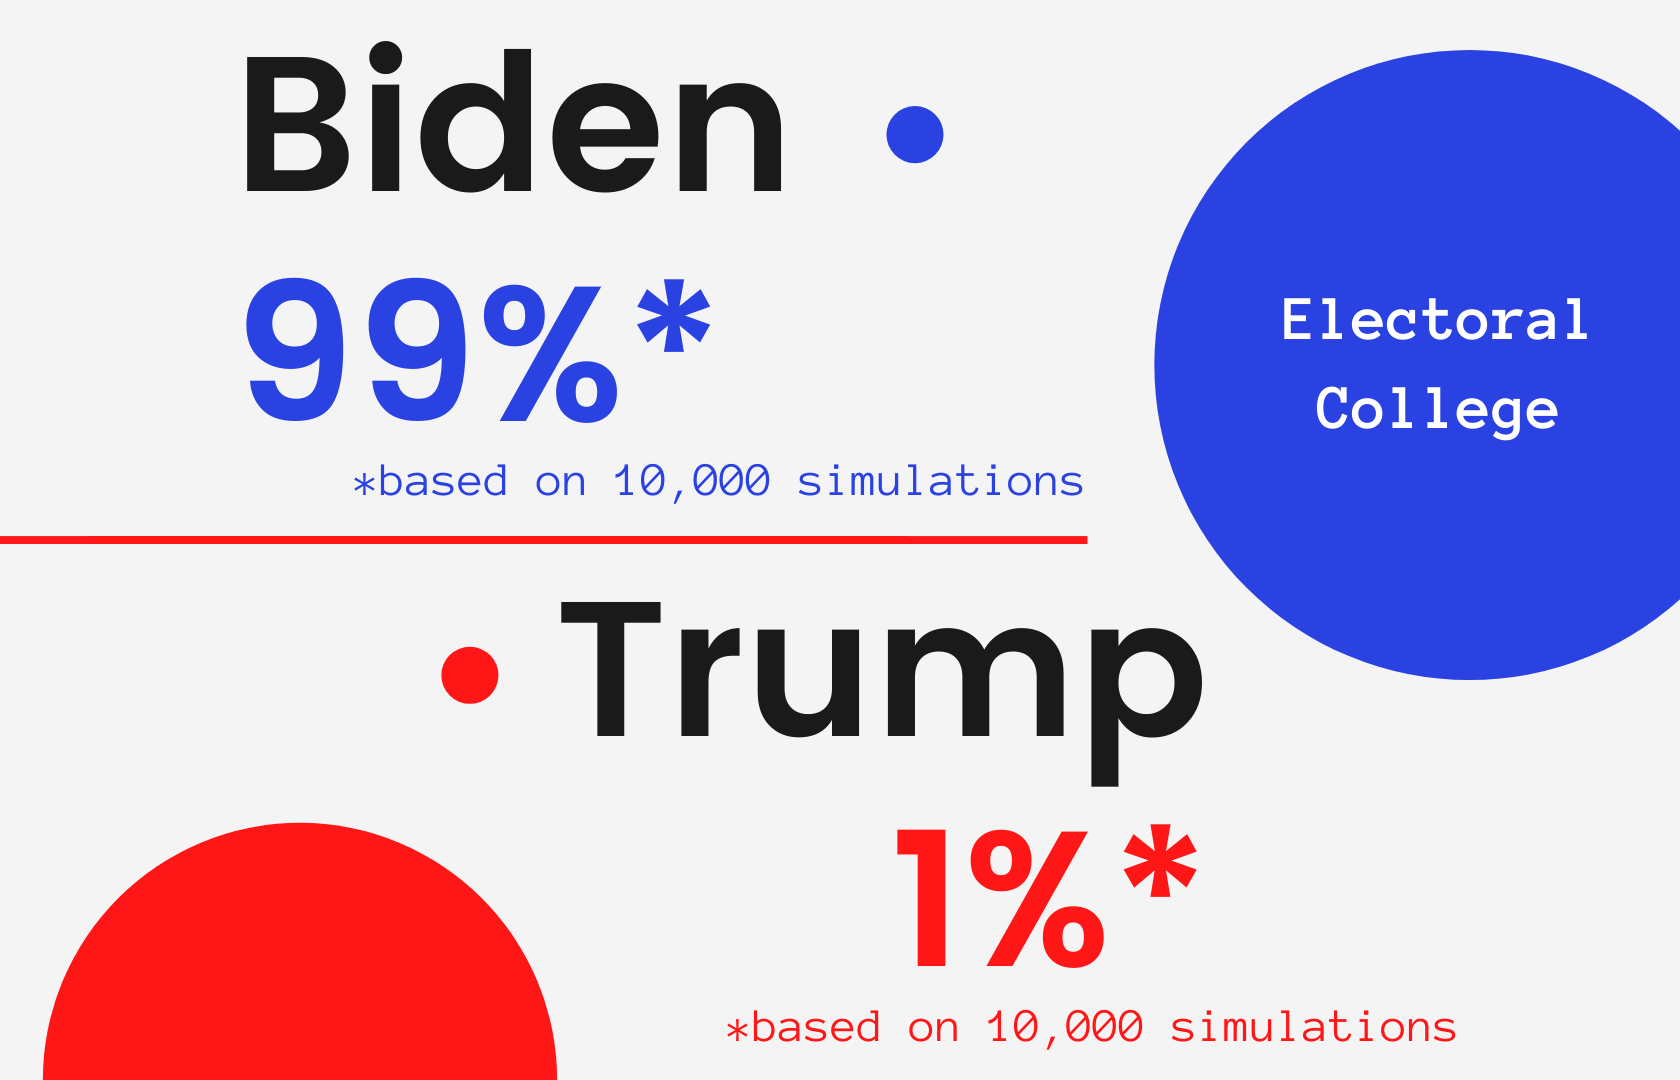 Biden
99%*
*based on 10,000 simulations
Electoral
College
Trump
1%*
*based on 10,000 simulations